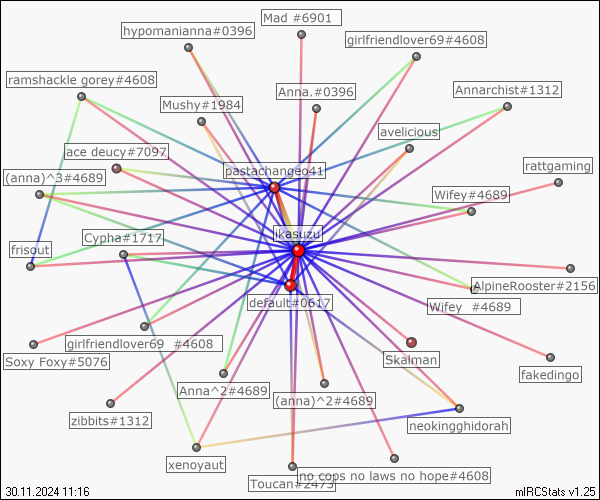 Mad #6901
hypomanianna#0396
girlfriendlover69#4608
ramshackle gorey#4608
Anna.#0396
Annarchist#1312
Mushy#1984
avelicious
ace deucy#7097
pastachangeo41
rattgaming
(anna)^3#4689
Wifey#4689
ikasuzu
Cypha#1717
frisout
AlpineRooster#2156
default#0617
Wifey #4689
girlfriendlover69 #4608
Skalman
Soxy Foxy#5076
fakedingo
Anna^2#4689
(anna)^2#4689
zibbits#1312
neokingghidorah
xenoyaut
no cops no laws no hope#4608
Toucan#2473
30.11.2024 11:16
mIRCStats v1.25